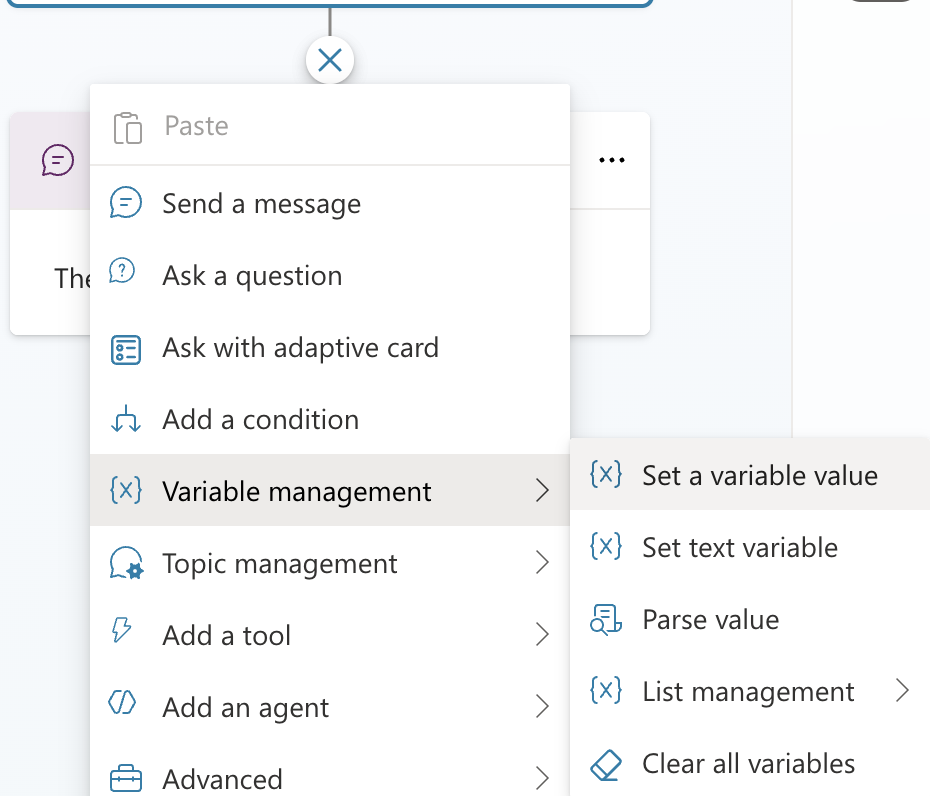 Paste
Send a message
Ask a question
The
Ask with adaptive card
Add a condition
Variable management
Set a variable value
Set text variable
Topic management
Parse value
Add a tool
List management
Add an agent
Clear all variables
Advanced